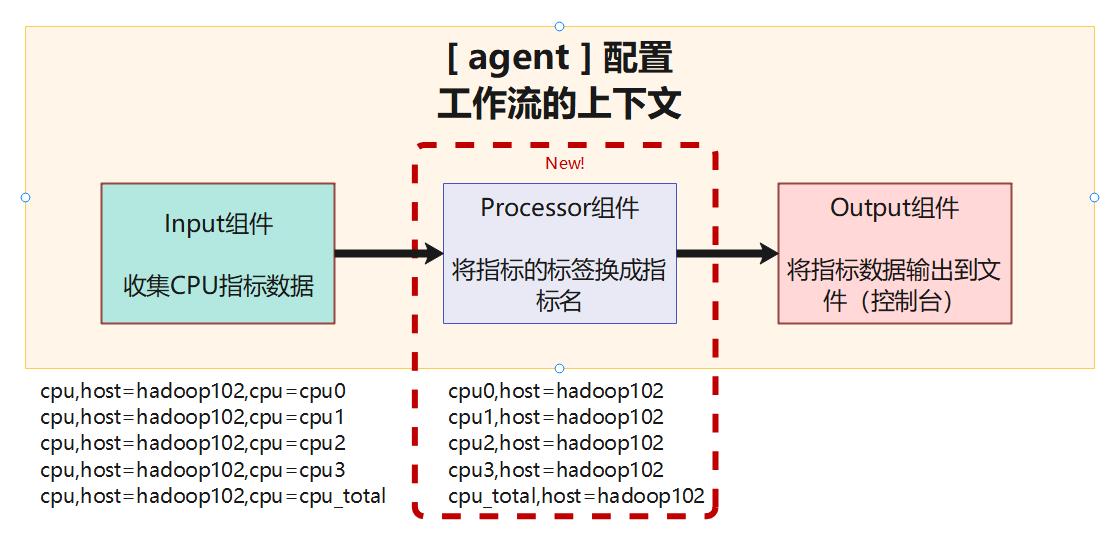 [ agent ] 配置
工作流的上下文
New!
Input组件
收集CPU指标数据
Processor组件
将指标的标签换成指
标名
Output组件
将指标数据输出到文
件（控制台）
cpu,host=hadoop102,cpu=cpu0
cpu,host=hadoop102,cpu=cpu1
cpu,host=hadoop102,cpu=cpu2
cpu,host=hadoop102,cpu=cpu3
cpu,host=hadoop102,cpu=cpu_total
cpu0,host=hadoop102
cpu1,host=hadoop102
cpu2,host=hadoop102
cpu3,host=hadoop102
cpu_total,host=hadoop102